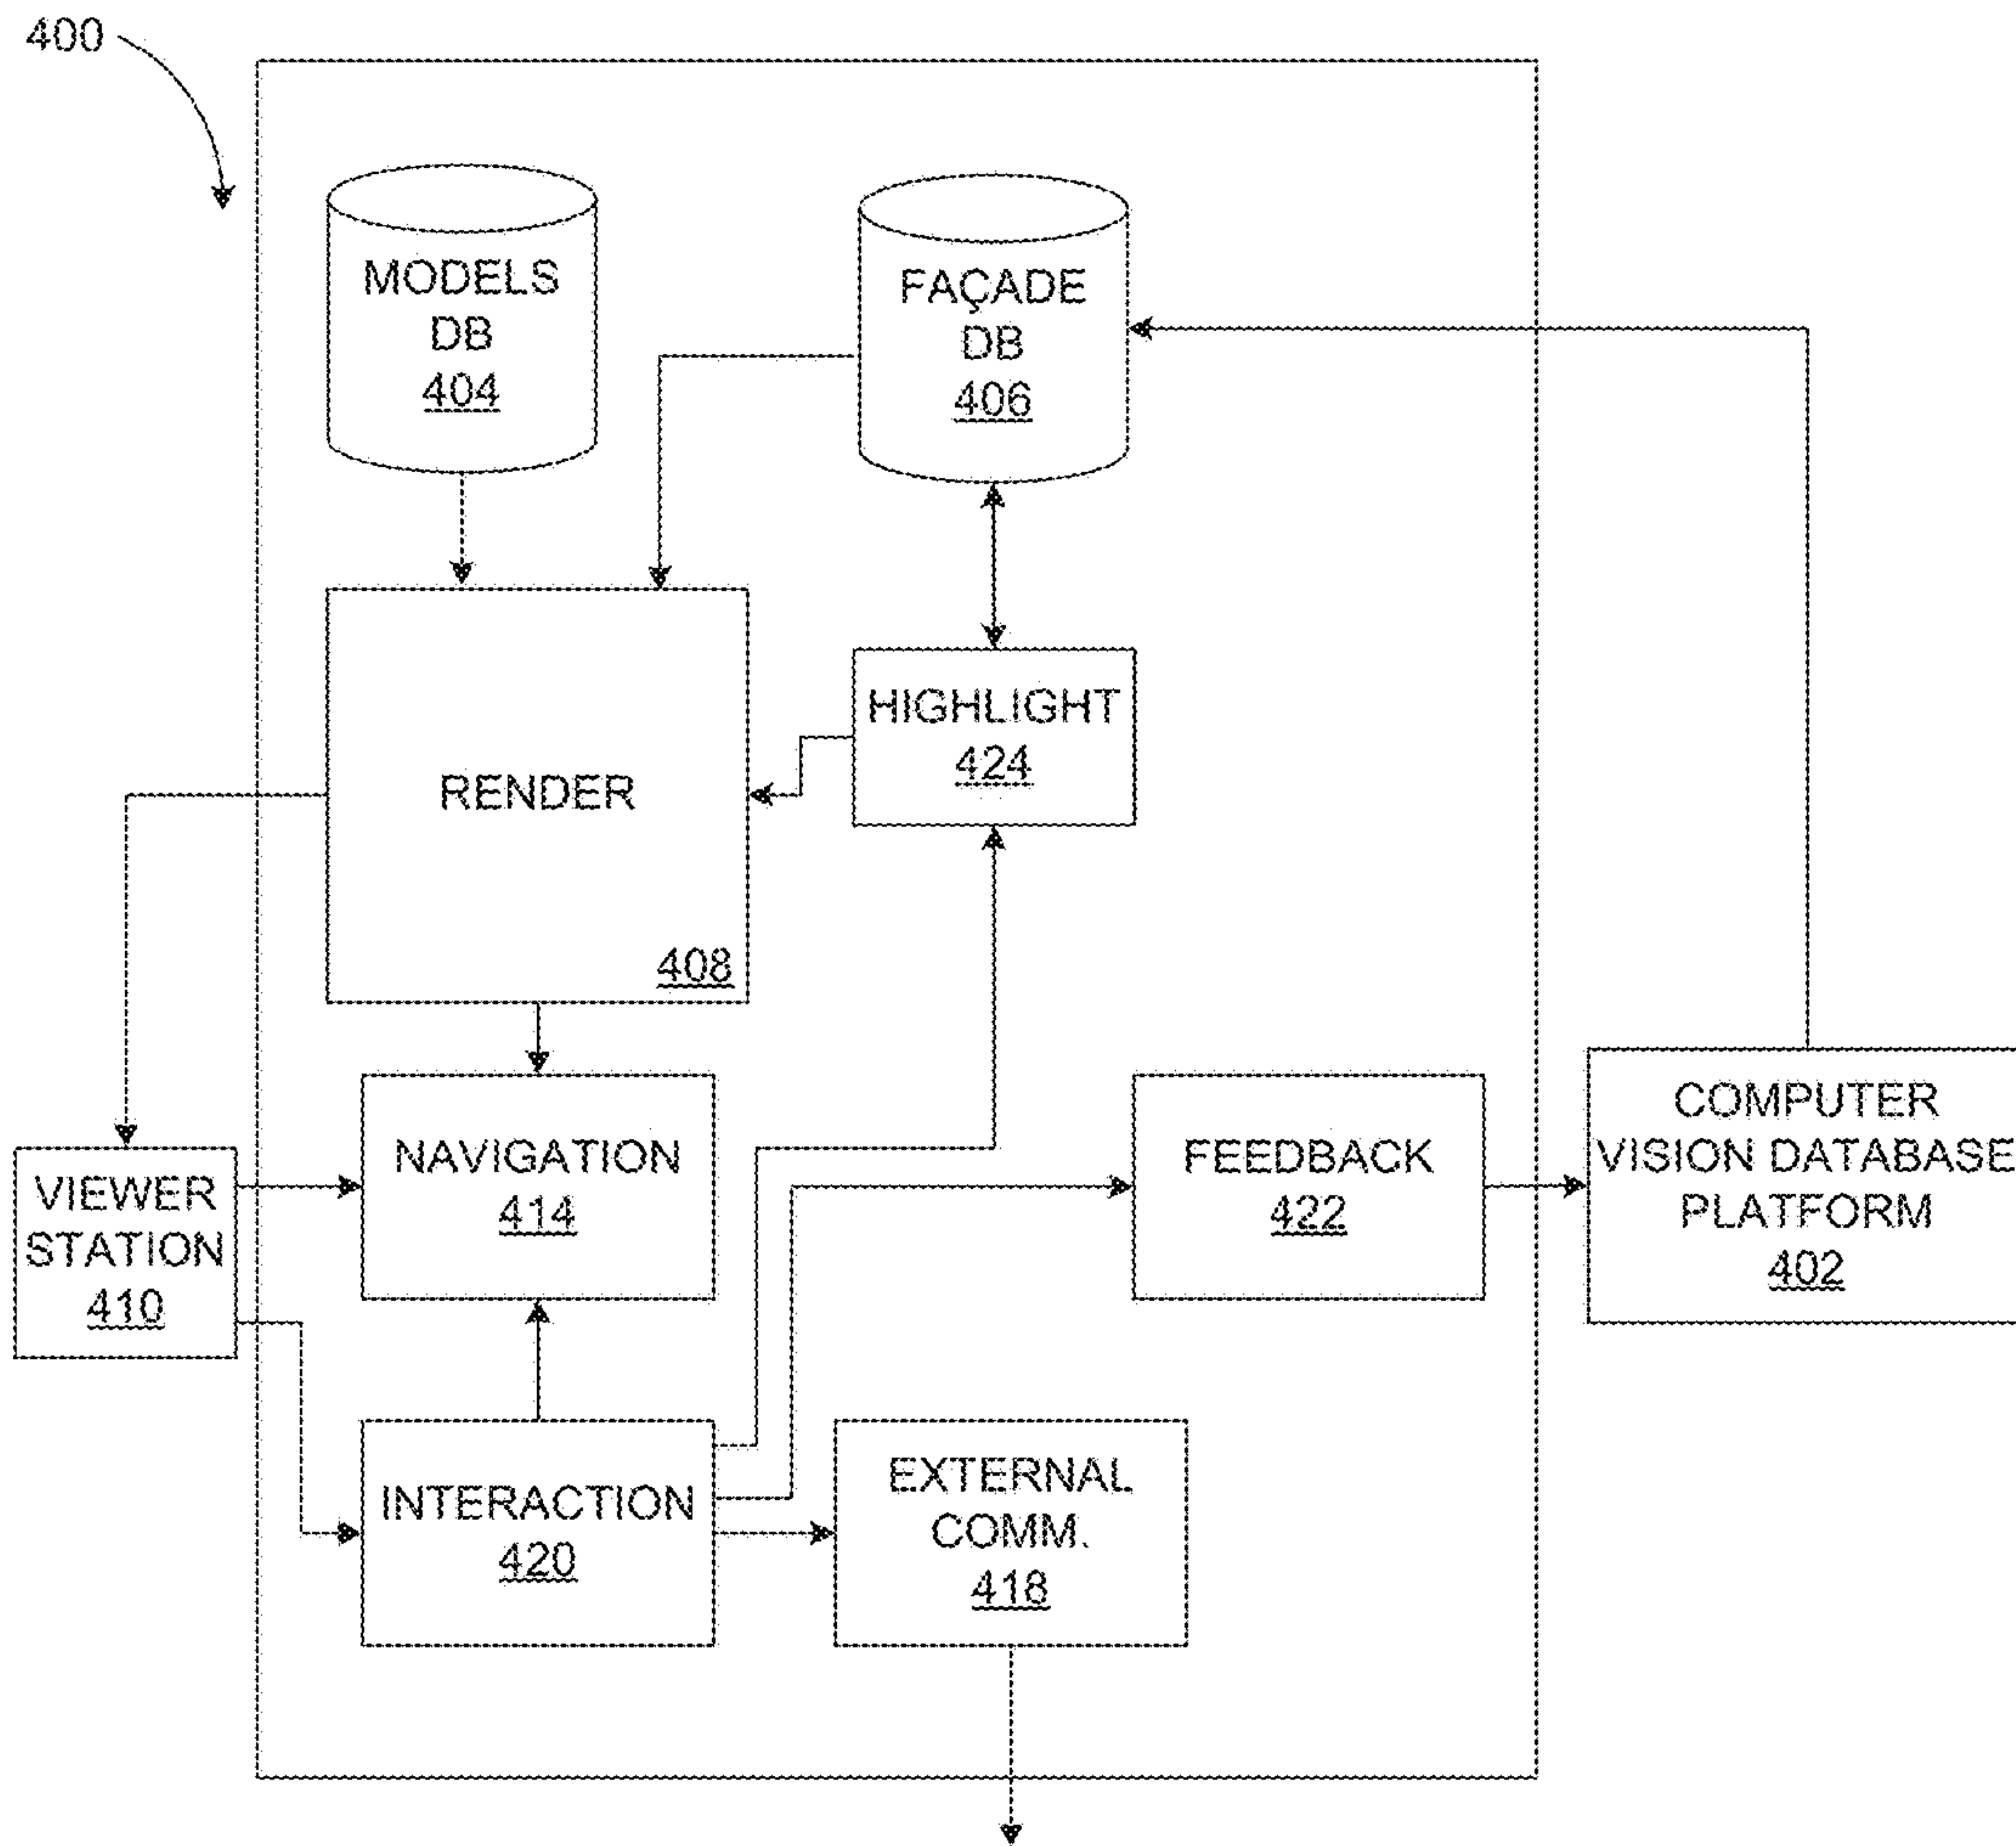 400
MODELS
DB
404
FAÇADE
DB
406
HIGHLIGHT
424
RENDER
408
NAVIGATION
414
FEEDBACK
422
COMPUTER
VISION DATABASE
PLATFORM
402
VIEWER
STATION
410
INTERACTION
420
EXTERNAL
COMM.
418